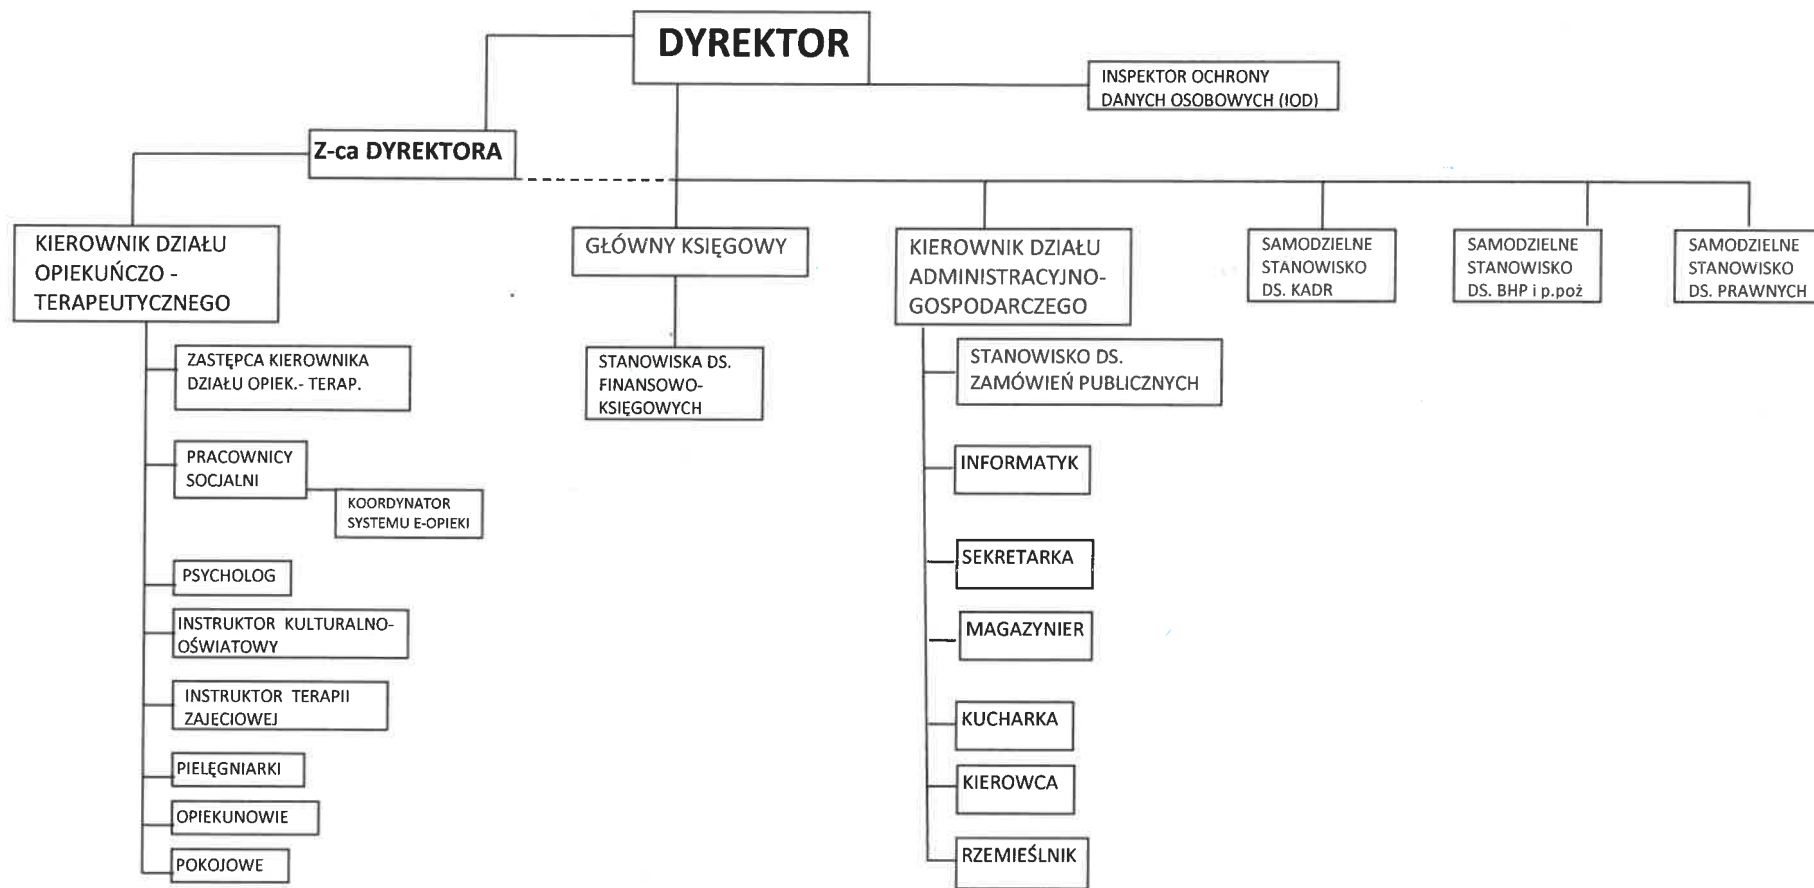 DYREKTOR
INSPEKTOR OCHRONY
DANYCH OSOBOWYCH (IOD)
Z-ca DYREKTORA
KIEROWNIK DZIAŁU
OPIEKUŃCZO -
TERAPEUTYCZNEGO
GŁÓWNY KSIĘGOWY
KIEROWNIK DZIAŁU
ADMINISTRACYJNO-
GOSPODARCZEGO
SAMODZIELNE
STANOWISKO
DS. KADR
SAMODZIELNE
STANOWISKO
DS. BHP i p.poż
SAMODZIELNE
STANOWISKO
DS. PRAWNYCH
ZASTĘPCA KIEROWNIKA
DZIAŁU OPIEK.- TERAP.
PRACOWNICY
SOCJALNI
KOORDYNATOR
SYSTEMU E-OPIEKI
PSYCHOLOG
INSTRUKTOR KULTURALNO-
OŚWIATOWY
INSTRUKTOR TERAPII
ZAJĘCIOWEJ
PIELĘGNIARKI
OPIEKUNOWIE
POKOJOWE
STANOWISKA DS.
FINANSOWO-
KSIĘGOWYCH
STANOWISKO DS.
ZAMÓWIEŃ PUBLICZNYCH
INFORMATYK
SEKRETARKA
MAGAZYNIER
KUCHARKA
KIEROWCA
RZEMIEŚLNIK